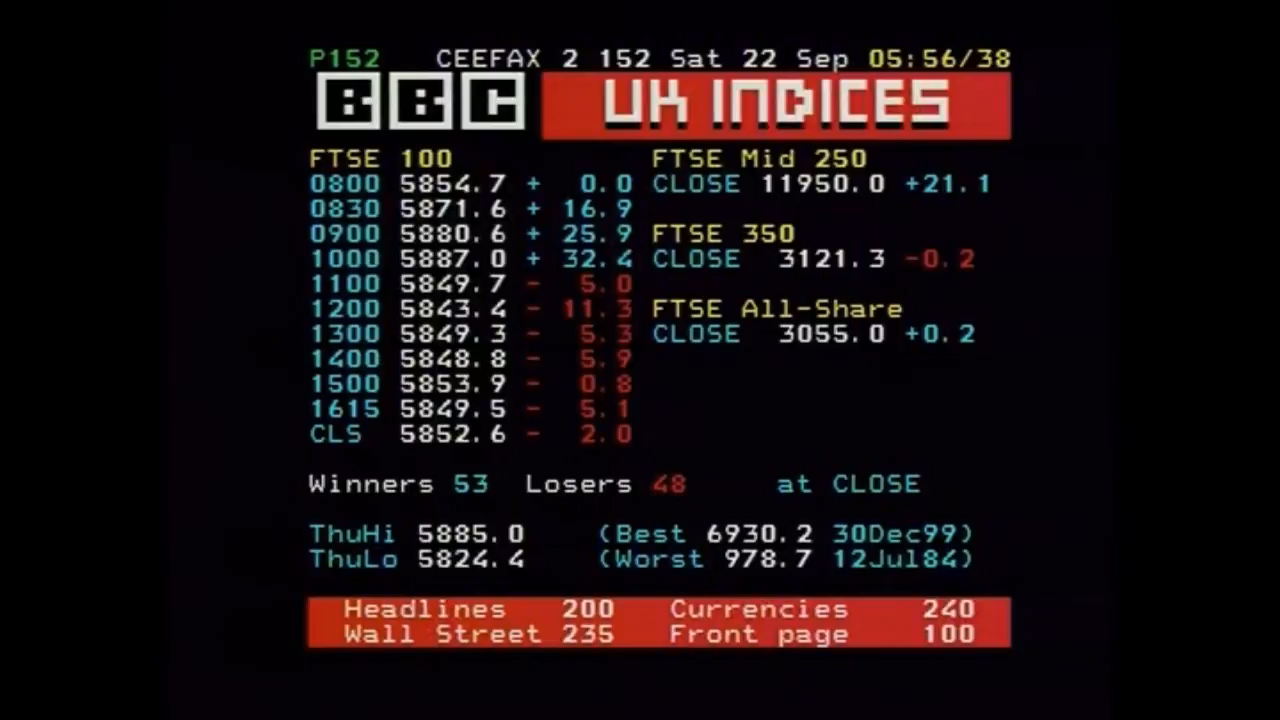 P152 CEEFAX 2 152 Sat 22 Sep 05:56/38
BBC UK INDICES
FTSE 100 FTSE Mid 250
0800 5854.7 + 0.0 CLOSE 11950.0 +21.1
0830 5871.6 + 16.9
0900 5880.6 + 25.9 FTSE 350
1000 5887.0 + 32.4 CLOSE 3121.3 -0.2
1100 5849.7 - 5.0
1200 5843.4 - 11.3 FTSE All-Share
1300 5849.3 - 5.3 CLOSE 3055.0 +0.2
1400 5848.8 - 5.9
1500 5853.9 - 0.8
1615 5849.5 - 5.1
CLS 5852.6 - 2.0
Winners 53 Losers 48 at CLOSE
ThuHi 5885.0 (Best 6930.2 30Dec99)
ThuLo 5824.4 (Worst 978.7 12Jul84)
Headlines 200 Currencies 240
Wall Street 235 Front page 100